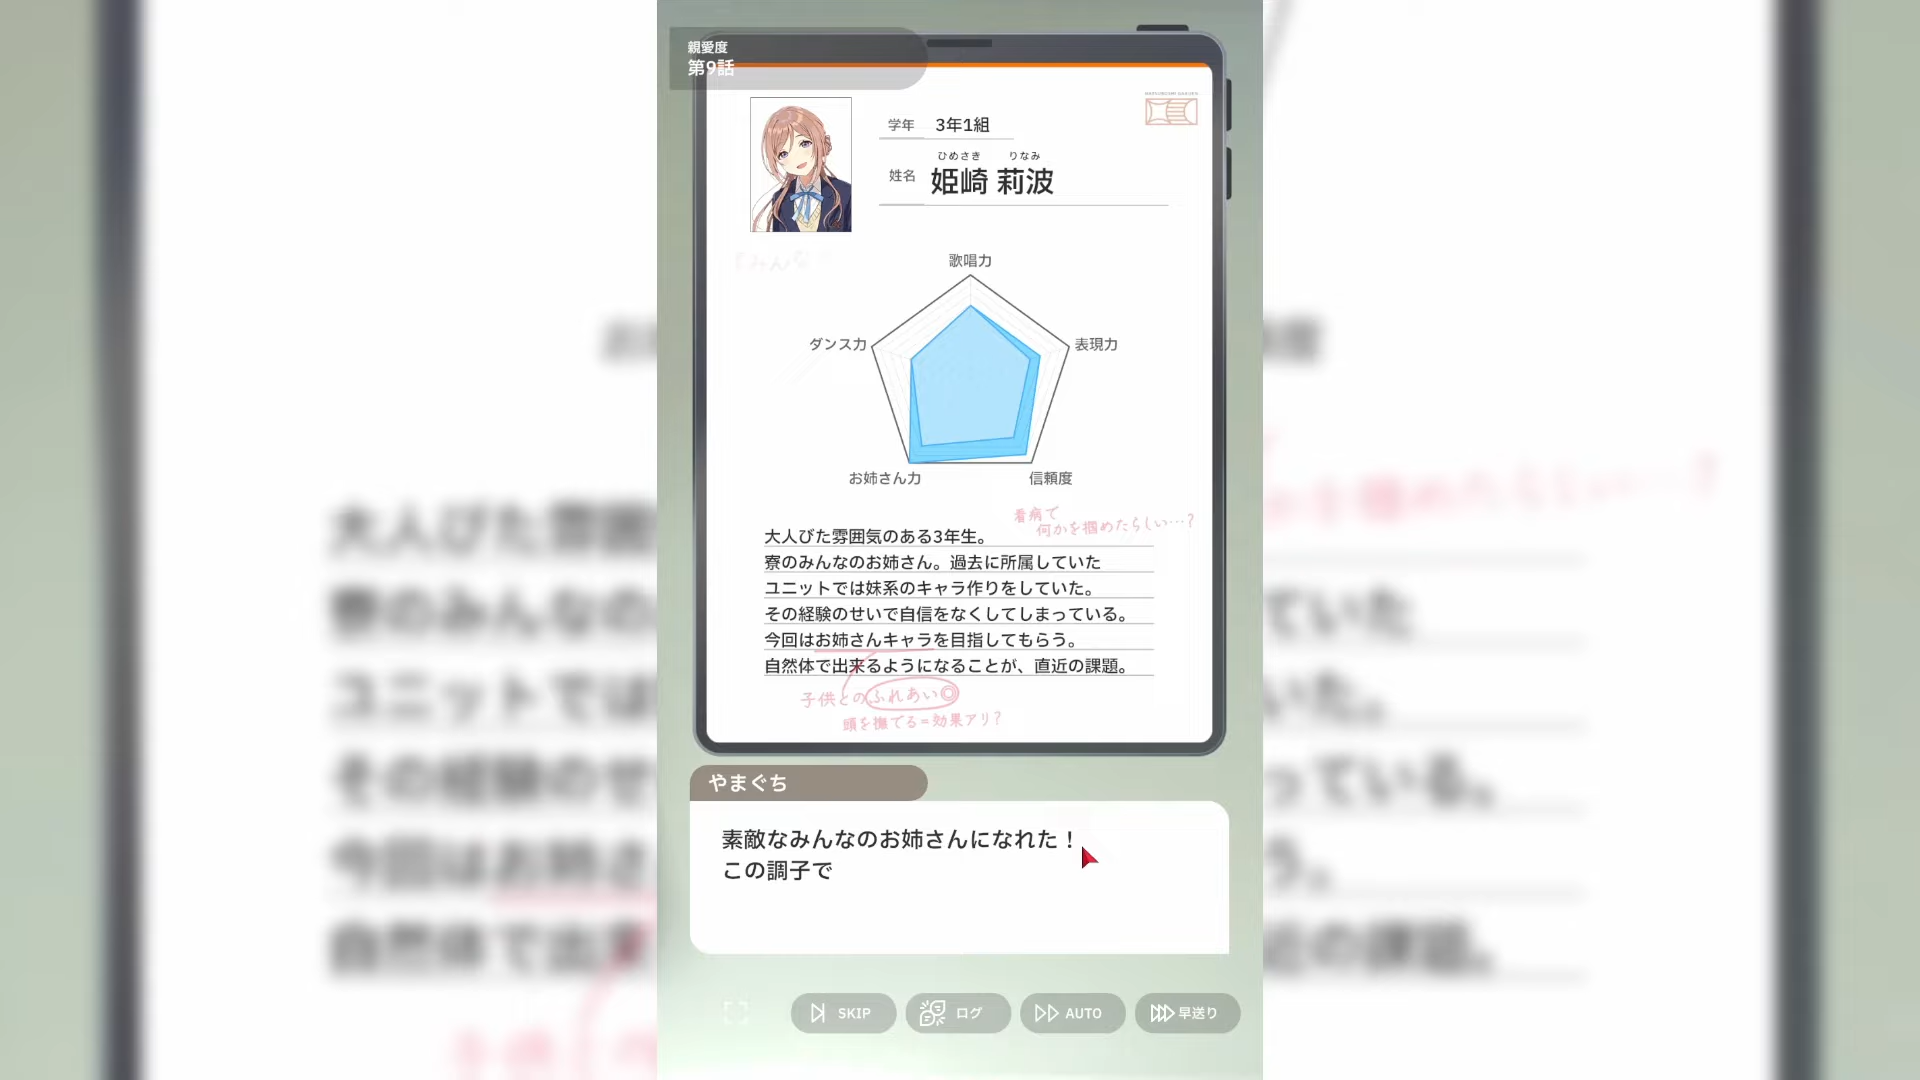 親愛度
第9話
HATSUBOSHI GAKUEN
学年 3年1組
ひめさき りなみ
姓名 姫崎 莉波
「みんな
歌唱力
ダンス力
表現力
お姉さん力
信頼度
看病で
何かを掴めたらしい…?
大人びた雰囲気のある3年生。
寮のみんなのお姉さん。過去に所属していた
ユニットでは妹系のキャラ作りをしていた。
その経験のせいで自信をなくしてしまっている。
今回はお姉さんキャラを目指してもらう。
自然体で出来るようになることが、直近の課題。
子供とのふれあい◎
頭を撫でる=効果アリ?
やまぐち
素敵なみんなのお姉さんになれた!
この調子で
SKIP
ログ
AUTO
早送り